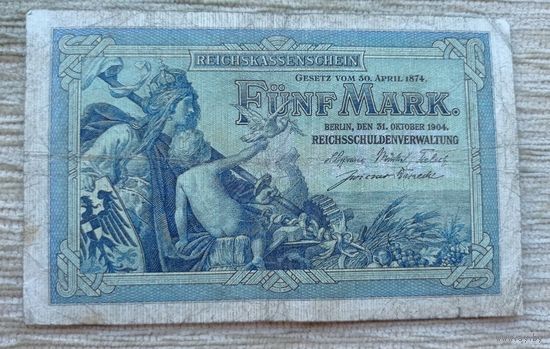 REICHSKASSENSCHEIN
GESETZ VOM 30. APRIL 1874.
FÜNF MARK.
BERLIN, DEN 31. OKTOBER 1904.
REICHSSCHULDENVERWALTUNG